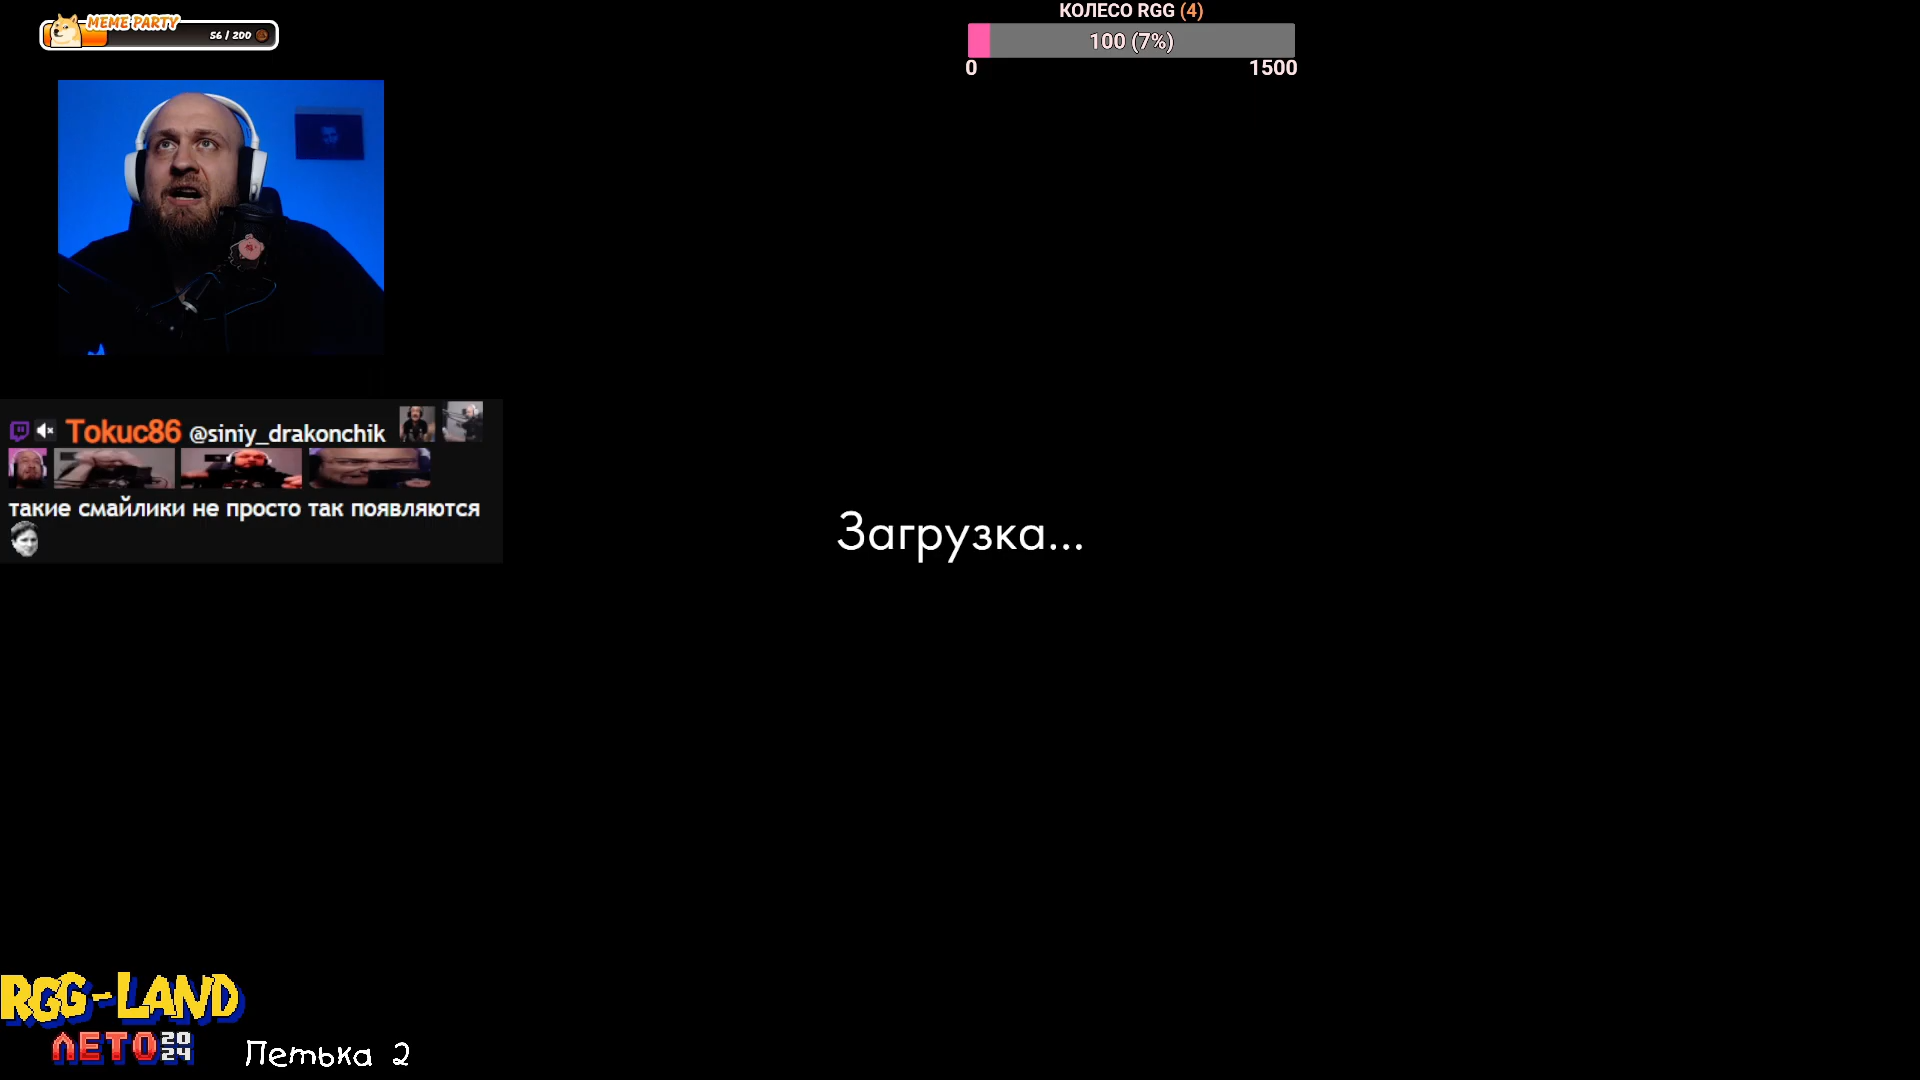 MEME PARTY
56 / 200
КОЛЕСО RGG (4)
100 (7%)
0 1500
Tokuc86 @siniy_drakonchik
такие смайлики не просто так появляются
Загрузка...
RGG-LAND
ЛЕТО 2024
Петька 2